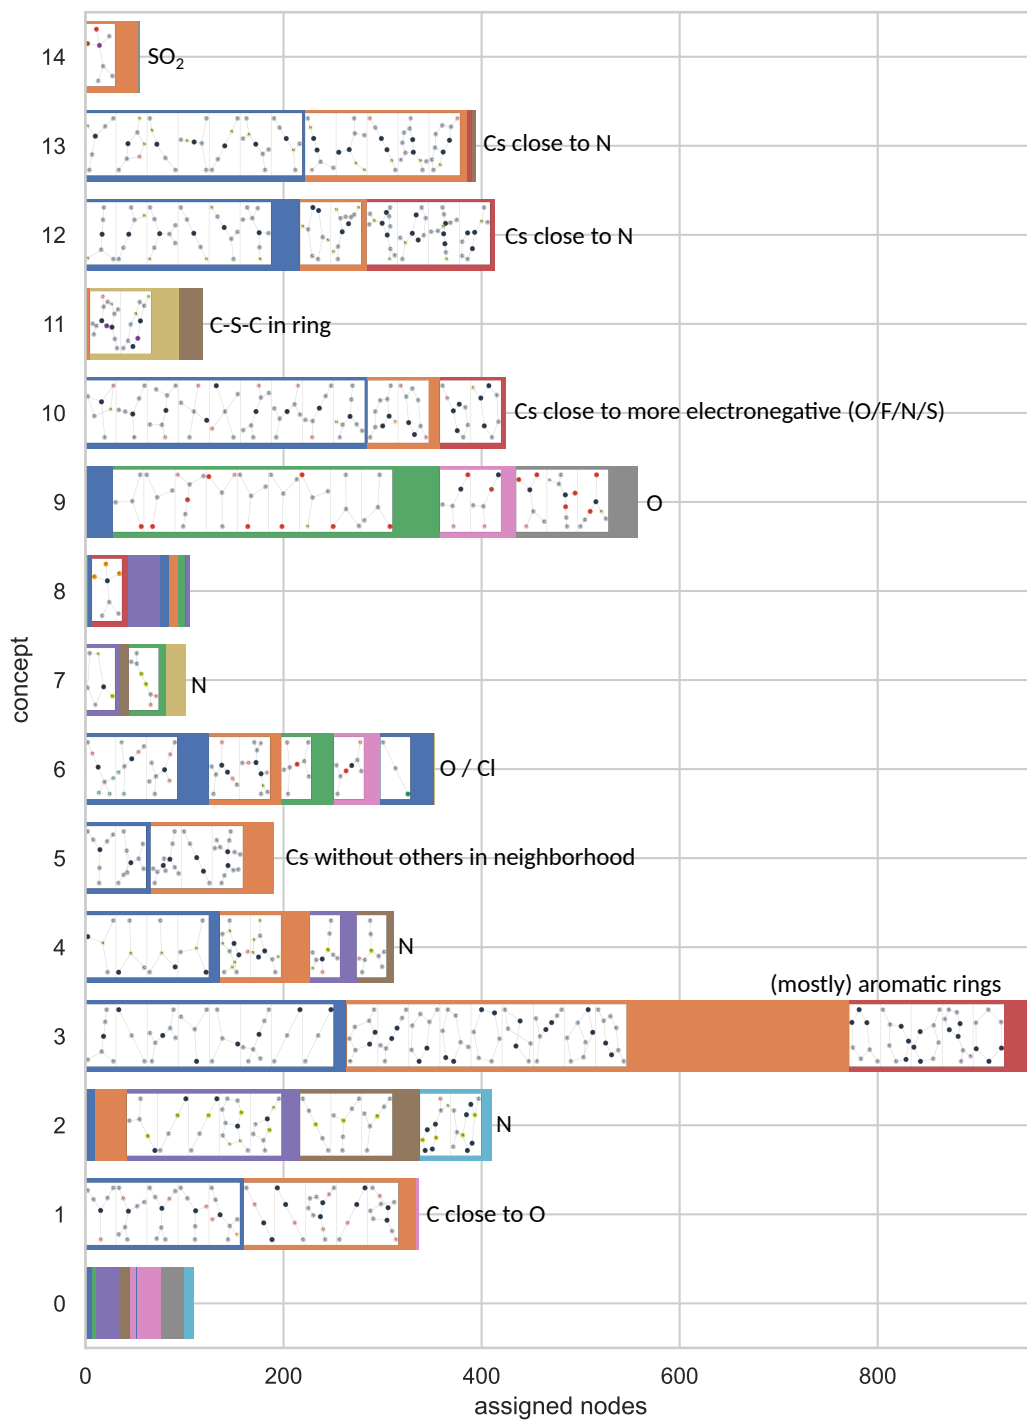 14
SO₂
13
Cs close to N
12
Cs close to N
11
C-S-C in ring
10
Cs close to more electronegative (O/F/N/S)
9
O
8
7
N
6
O / Cl
5
Cs without others in neighborhood
4
N
(mostly) aromatic rings
3
2
N
1
C close to O
0
concept
0 200 400 600 800
assigned nodes